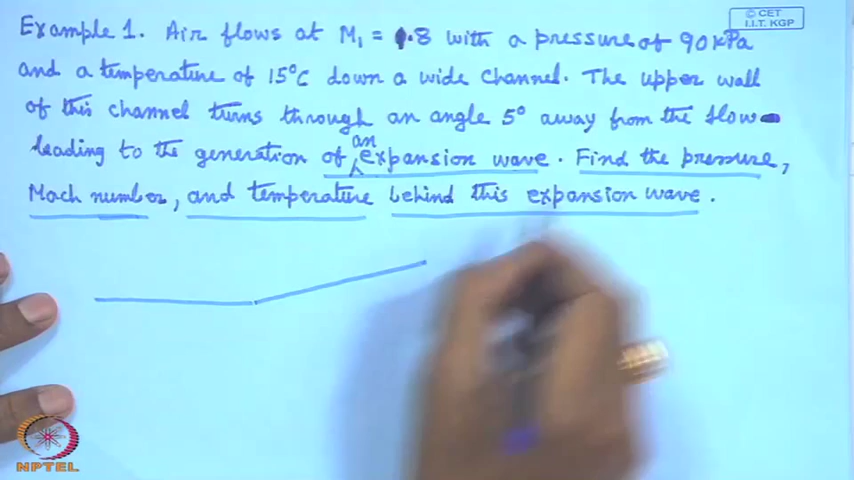 © CET
I.I.T. KGP
Example 1. Air flows at M₁ = 1.8 with a pressure of 90 kPa
and a temperature of 15°C down a wide channel. The upper wall
of this channel turns through an angle 5° away from the flow
leading to the generation of an expansion wave. Find the pressure,
Mach number, and temperature behind this expansion wave.
NPTEL